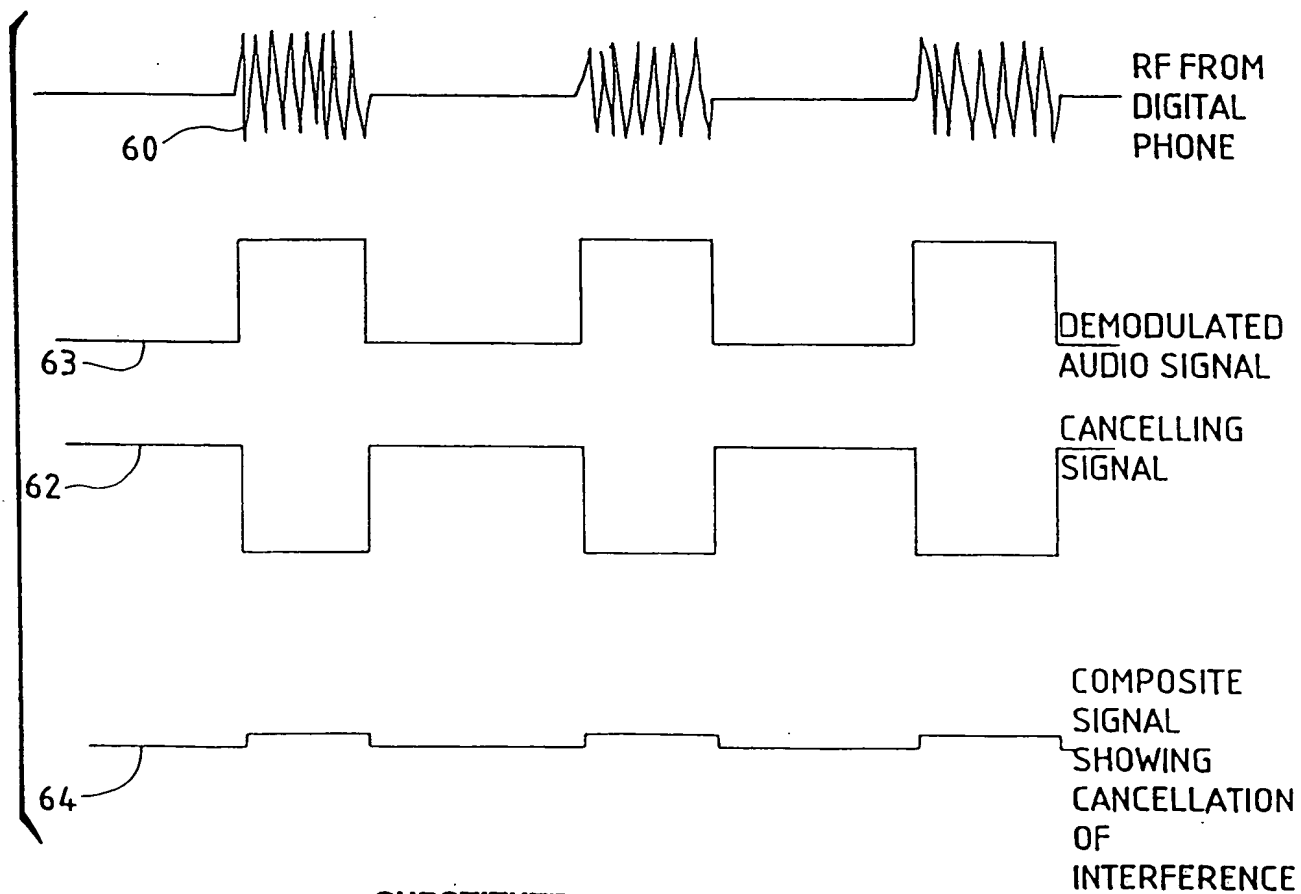 RF FROM
DIGITAL
PHONE
60
DEMODULATED
AUDIO SIGNAL
63
CANCELLING
SIGNAL
62
COMPOSITE
SIGNAL
SHOWING
CANCELLATION
OF
INTERFERENCE
64